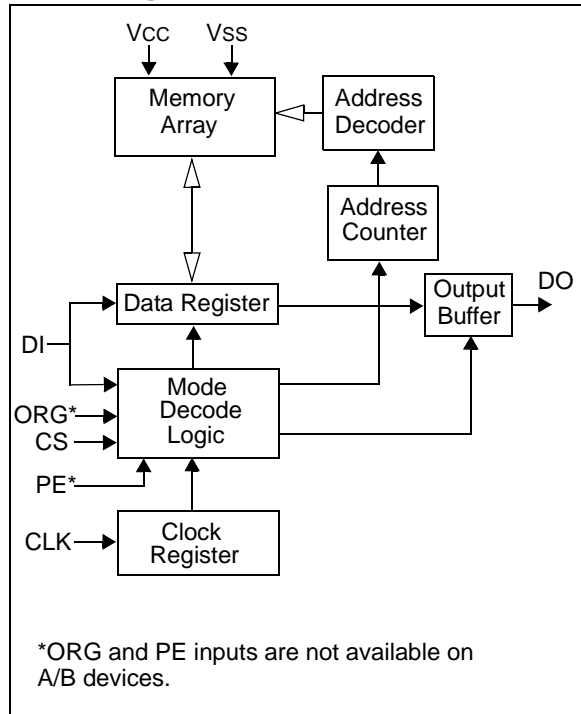 Vcc Vss
Memory
Array
Address
Decoder
Address
Counter
Data Register
Output
Buffer
DO
DI
Mode
Decode
Logic
ORG*
CS
PE*
CLK
Clock
Register
*ORG and PE inputs are not available on
A/B devices.